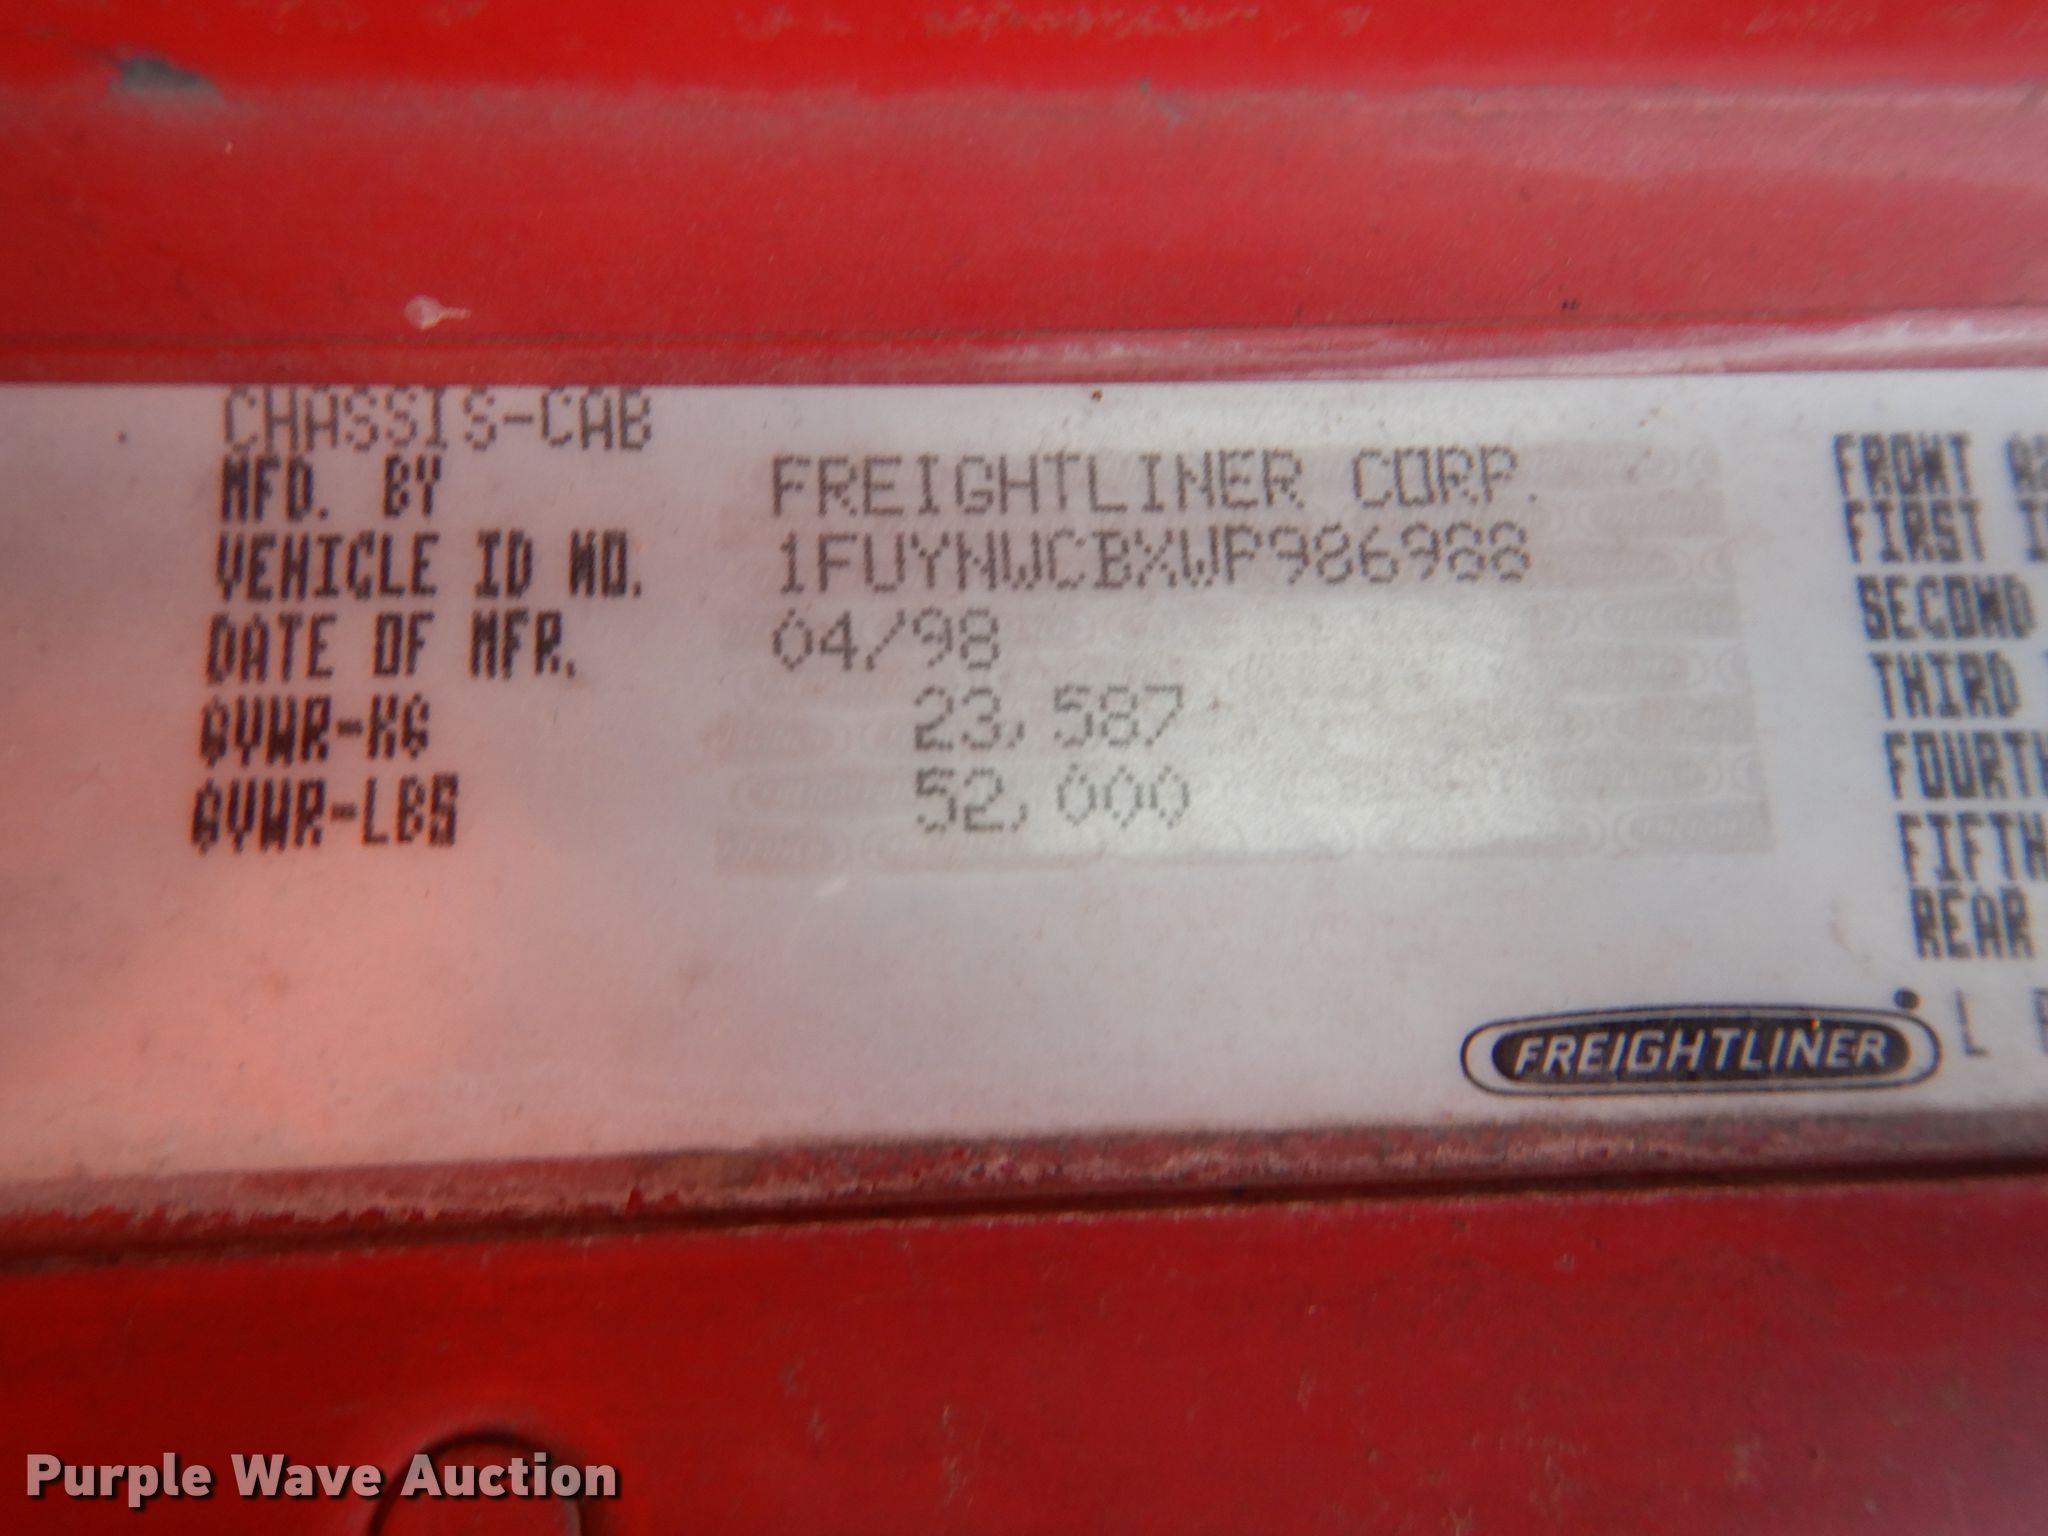 CHASSIS-CAB
MFD. BY FREIGHTLINER CORP.
VEHICLE ID NO. 1FUYNWCBXWP986988
DATE OF MFR. 04/98
GVWR-KG 23,587
GVWR-LBS 52,000
FRONT
FIRST
SECOND
THIRD
FOURTH
FIFTH
REAR
FREIGHTLINER
L
Purple Wave Auction